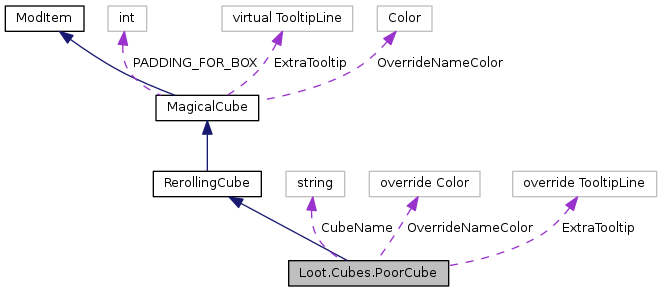 ModItem
int
virtual TooltipLine
Color
PADDING_FOR_BOX
ExtraTooltip
OverrideNameColor
MagicalCube
RerollingCube
string
override Color
override TooltipLine
CubeName
OverrideNameColor
ExtraTooltip
Loot.Cubes.PoorCube